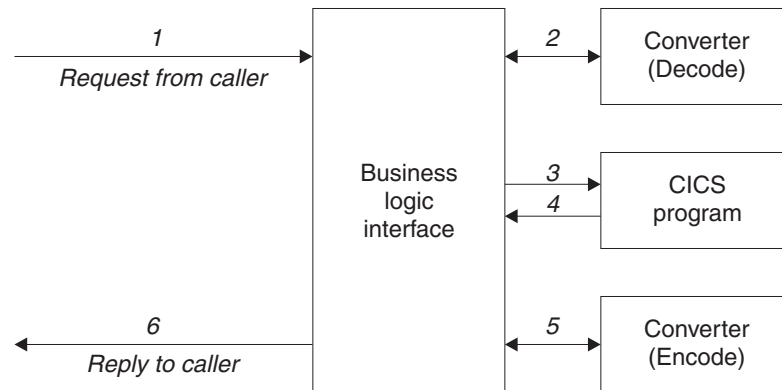 1
Request from caller
2
Converter
(Decode)
Business
logic
interface
3
4
CICS
program
6
Reply to caller
5
Converter
(Encode)